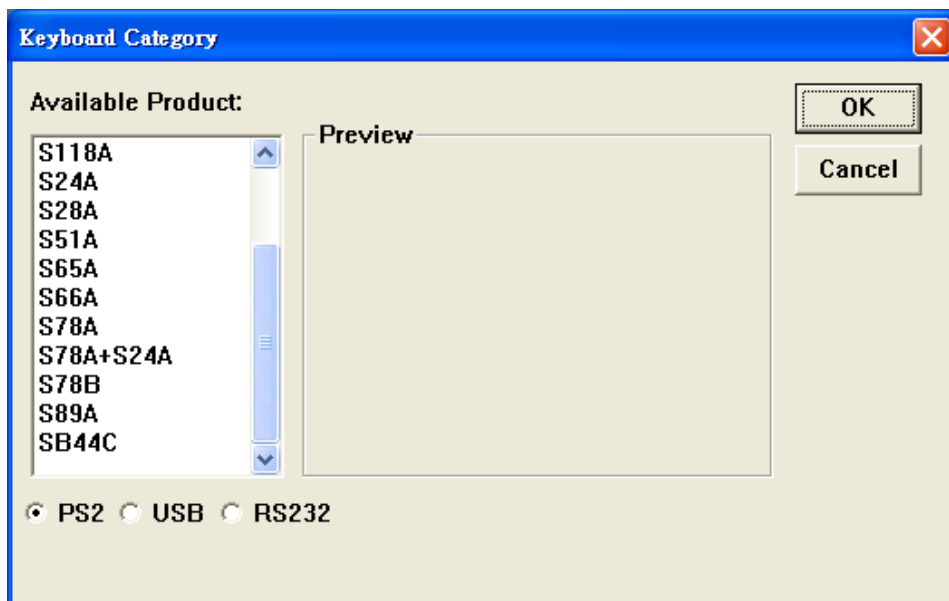 Keyboard Category
Available Product:
S118A
S24A
S28A
S51A
S65A
S66A
S78A
S78A+S24A
S78B
S89A
SB44C
Preview
OK
Cancel
PS2 USB RS232